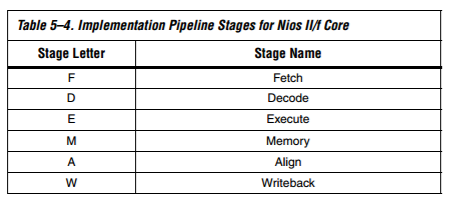 Table 5–4. Implementation Pipeline Stages for Nios II/f Core
Stage Letter Stage Name
F Fetch
D Decode
E Execute
M Memory
A Align
W Writeback